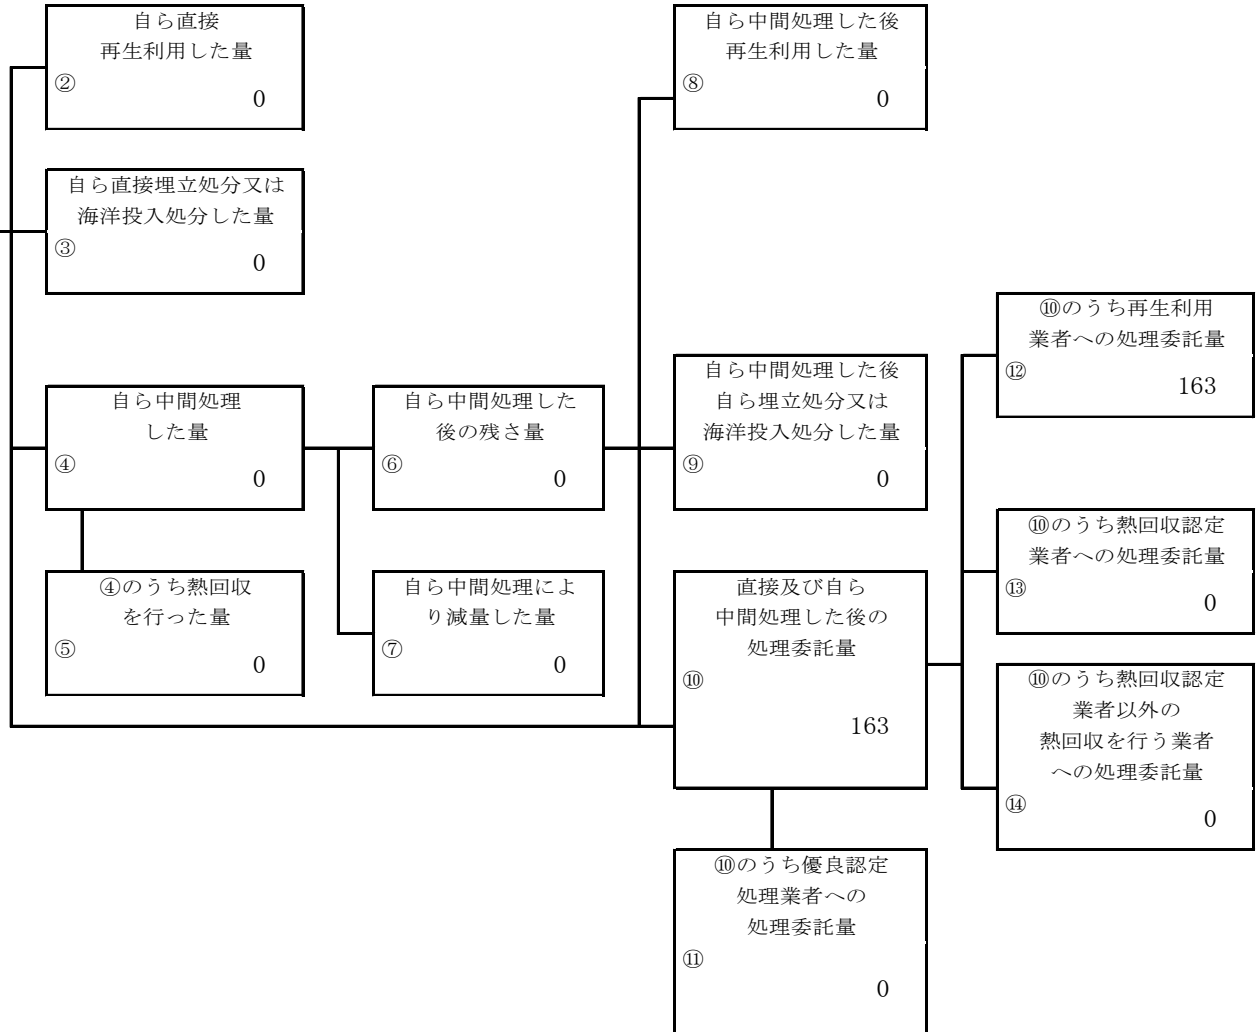 自ら直接
再生利用した量
②
0
自ら直接埋立処分又は
海洋投入処分した量
③
0
自ら中間処理
した量
④
0
④のうち熱回収
を行った量
⑤
0
自ら中間処理した
後の残さ量
⑥
0
自ら中間処理によ
り減量した量
⑦
0
自ら中間処理した後
再生利用した量
⑧
0
自ら中間処理した後
自ら埋立処分又は
海洋投入処分した量
⑨
0
直接及び自ら
中間処理した後の
処理委託量
⑩
163
⑩のうち優良認定
処理業者への
処理委託量
⑪
0
⑩のうち再生利用
業者への処理委託量
⑫
163
⑩のうち熱回収認定
業者への処理委託量
⑬
0
⑩のうち熱回収認定
業者以外の
熱回収を行う業者
への処理委託量
⑭
0